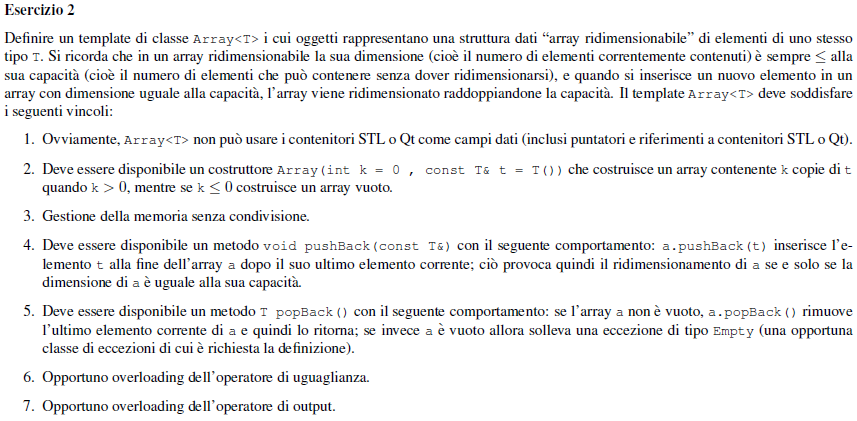 Esercizio 2
Definire un template di classe Array<T> i cui oggetti rappresentano una struttura dati “array ridimensionabile” di elementi di uno stesso
tipo T. Si ricorda che in un array ridimensionabile la sua dimensione (cioè il numero di elementi correntemente contenuti) è sempre ≤ alla
sua capacità (cioè il numero di elementi che può contenere senza dover ridimensionarsi), e quando si inserisce un nuovo elemento in un
array con dimensione uguale alla capacità, l’array viene ridimensionato raddoppiandone la capacità. Il template Array<T> deve soddisfare
i seguenti vincoli:
1. Ovviamente, Array<T> non può usare i contenitori STL o Qt come campi dati (inclusi puntatori e riferimenti a contenitori STL o Qt).
2. Deve essere disponibile un costruttore Array(int k = 0 , const T& t = T()) che costruisce un array contenente k copie di t
quando k > 0, mentre se k ≤ 0 costruisce un array vuoto.
3. Gestione della memoria senza condivisione.
4. Deve essere disponibile un metodo void pushBack(const T&) con il seguente comportamento: a.pushBack(t) inserisce l’e-
lemento t alla fine dell’array a dopo il suo ultimo elemento corrente; ciò provoca quindi il ridimensionamento di a se e solo se la
dimensione di a è uguale alla sua capacità.
5. Deve essere disponibile un metodo T popBack() con il seguente comportamento: se l’array a non è vuoto, a.popBack() rimuove
l’ultimo elemento corrente di a e quindi lo ritorna; se invece a è vuoto allora solleva una eccezione di tipo Empty (una opportuna
classe di eccezioni di cui è richiesta la definizione).
6. Opportuno overloading dell’operatore di uguaglianza.
7. Opportuno overloading dell’operatore di output.